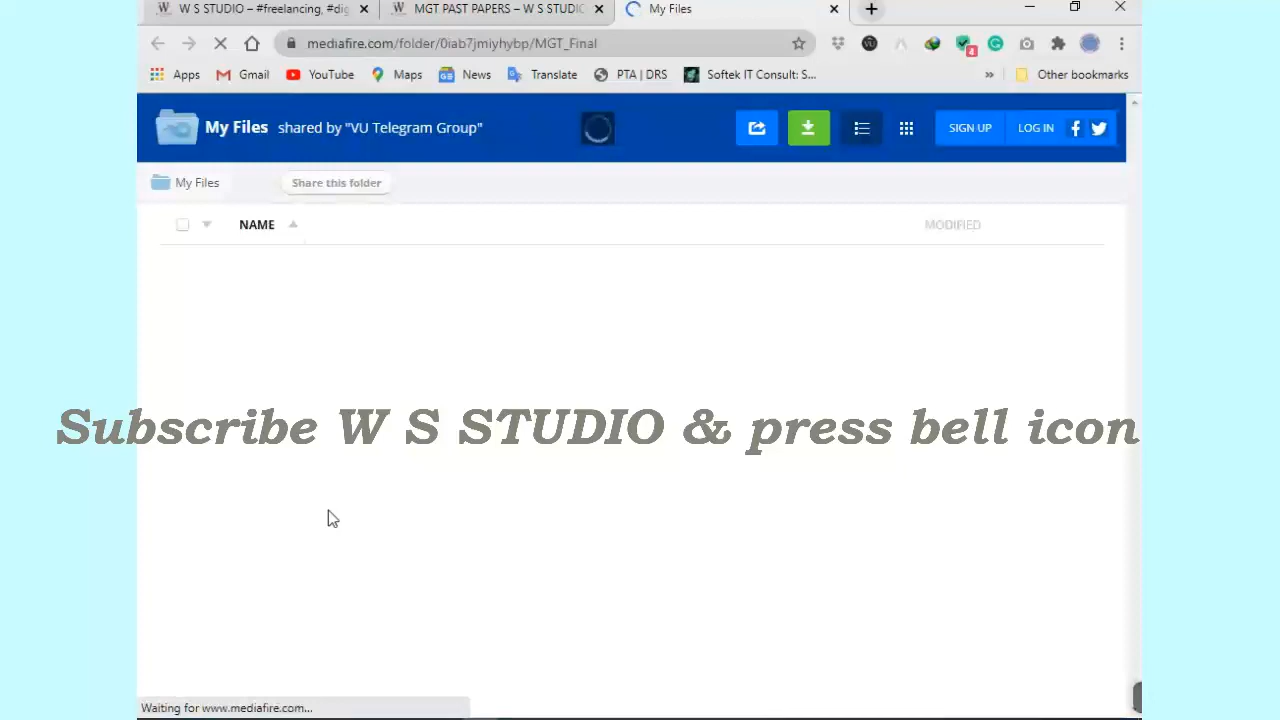 W S STUDIO – #freelancing, #dig
MGT PAST PAPERS – W S STUDIO
My Files
mediafire.com/folder/0iab7jmiyhybp/MGT_Final
4
Apps
Gmail
YouTube
Maps
News
Translate
PTA | DRS
Softek IT Consult: S...
»
Other bookmarks
My Files shared by "VU Telegram Group"
SIGN UP
LOG IN
My Files
Share this folder
NAME
MODIFIED
Subscribe W S STUDIO & press bell icon
Waiting for www.mediafire.com...